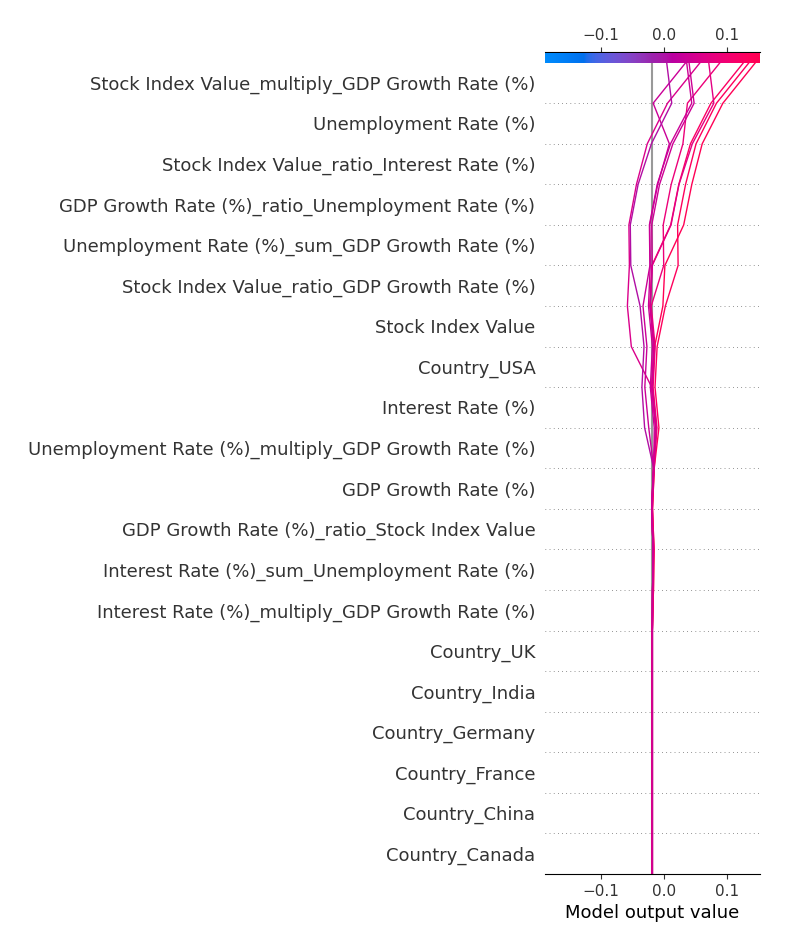 −0.1 0.0 0.1
Stock Index Value_multiply_GDP Growth Rate (%)
Unemployment Rate (%)
Stock Index Value_ratio_Interest Rate (%)
GDP Growth Rate (%)_ratio_Unemployment Rate (%)
Unemployment Rate (%)_sum_GDP Growth Rate (%)
Stock Index Value_ratio_GDP Growth Rate (%)
Stock Index Value
Country_USA
Interest Rate (%)
Unemployment Rate (%)_multiply_GDP Growth Rate (%)
GDP Growth Rate (%)
GDP Growth Rate (%)_ratio_Stock Index Value
Interest Rate (%)_sum_Unemployment Rate (%)
Interest Rate (%)_multiply_GDP Growth Rate (%)
Country_UK
Country_India
Country_Germany
Country_France
Country_China
Country_Canada
−0.1 0.0 0.1
Model output value